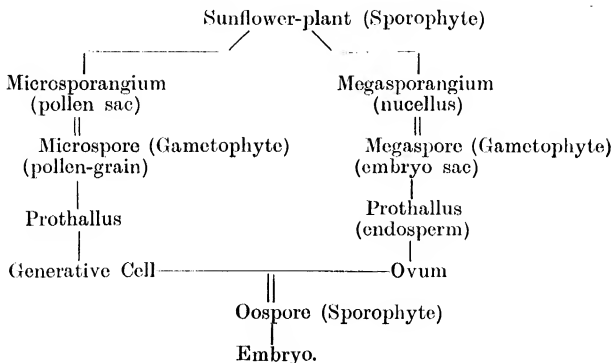 Sunflower-plant (Sporophyte)
Microsporangium
(pollen sac)
Megasporangium
(nucellus)
Microspore (Gametophyte)
(pollen-grain)
Megaspore (Gametophyte)
(embryo sac)
Prothallus
Prothallus
(endosperm)
Generative Cell
Ovum
Oospore (Sporophyte)
Embryo.